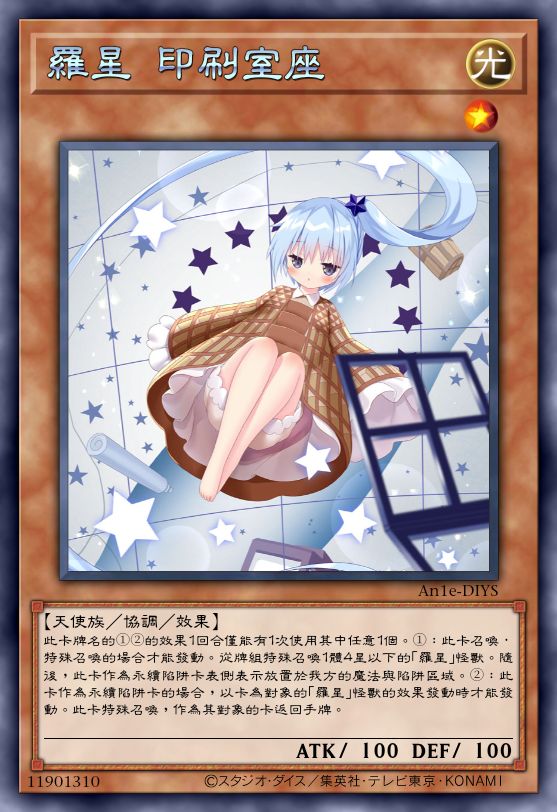 羅星 印刷室座
光
An1e-DIYS
【天使族／協調／效果】
此卡牌名的①②的效果1回合僅能有1次使用其中任意1個。①：此卡召喚．
特殊召喚的場合才能發動。從牌組特殊召喚1體4星以下的「羅星」怪獸。隨
後，此卡作為永續陷阱卡表側表示放置於我方的魔法與陷阱區域。②：此
卡作為永續陷阱卡的場合，以卡為對象的「羅星」怪獸的效果發動時才能發
動。此卡特殊召喚，作為其對象的卡返回手牌。
ATK/ 100 DEF/ 100
11901310
©スタジオ・ダイス／集英社・テレビ東京・KONAMI